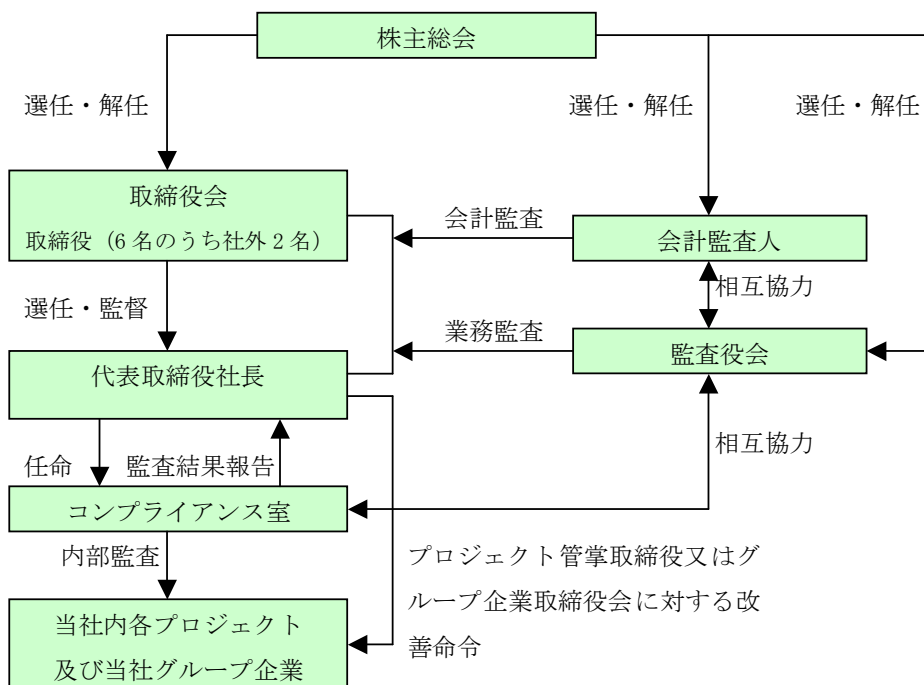 株主総会
選任・解任
選任・解任
選任・解任
取締役会
取締役（6 名のうち社外 2 名）
会計監査
会計監査人
選任・監督
相互協力
業務監査
監査役会
代表取締役社長
相互協力
任命
監査結果報告
コンプライアンス室
内部監査
プロジェクト管掌取締役又はグ
ループ企業取締役会に対する改
善命令
当社内各プロジェクト
及び当社グループ企業